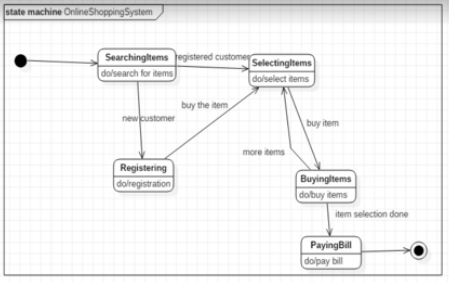 state machine OnlineShoppingSystem
SearchingItems
do/search for items
registered customer
SelectingItems
do/select items
buy the item
new customer
buy item
more items
Registering
do/registration
BuyingItems
do/buy items
item selection done
PayingBill
do/pay bill